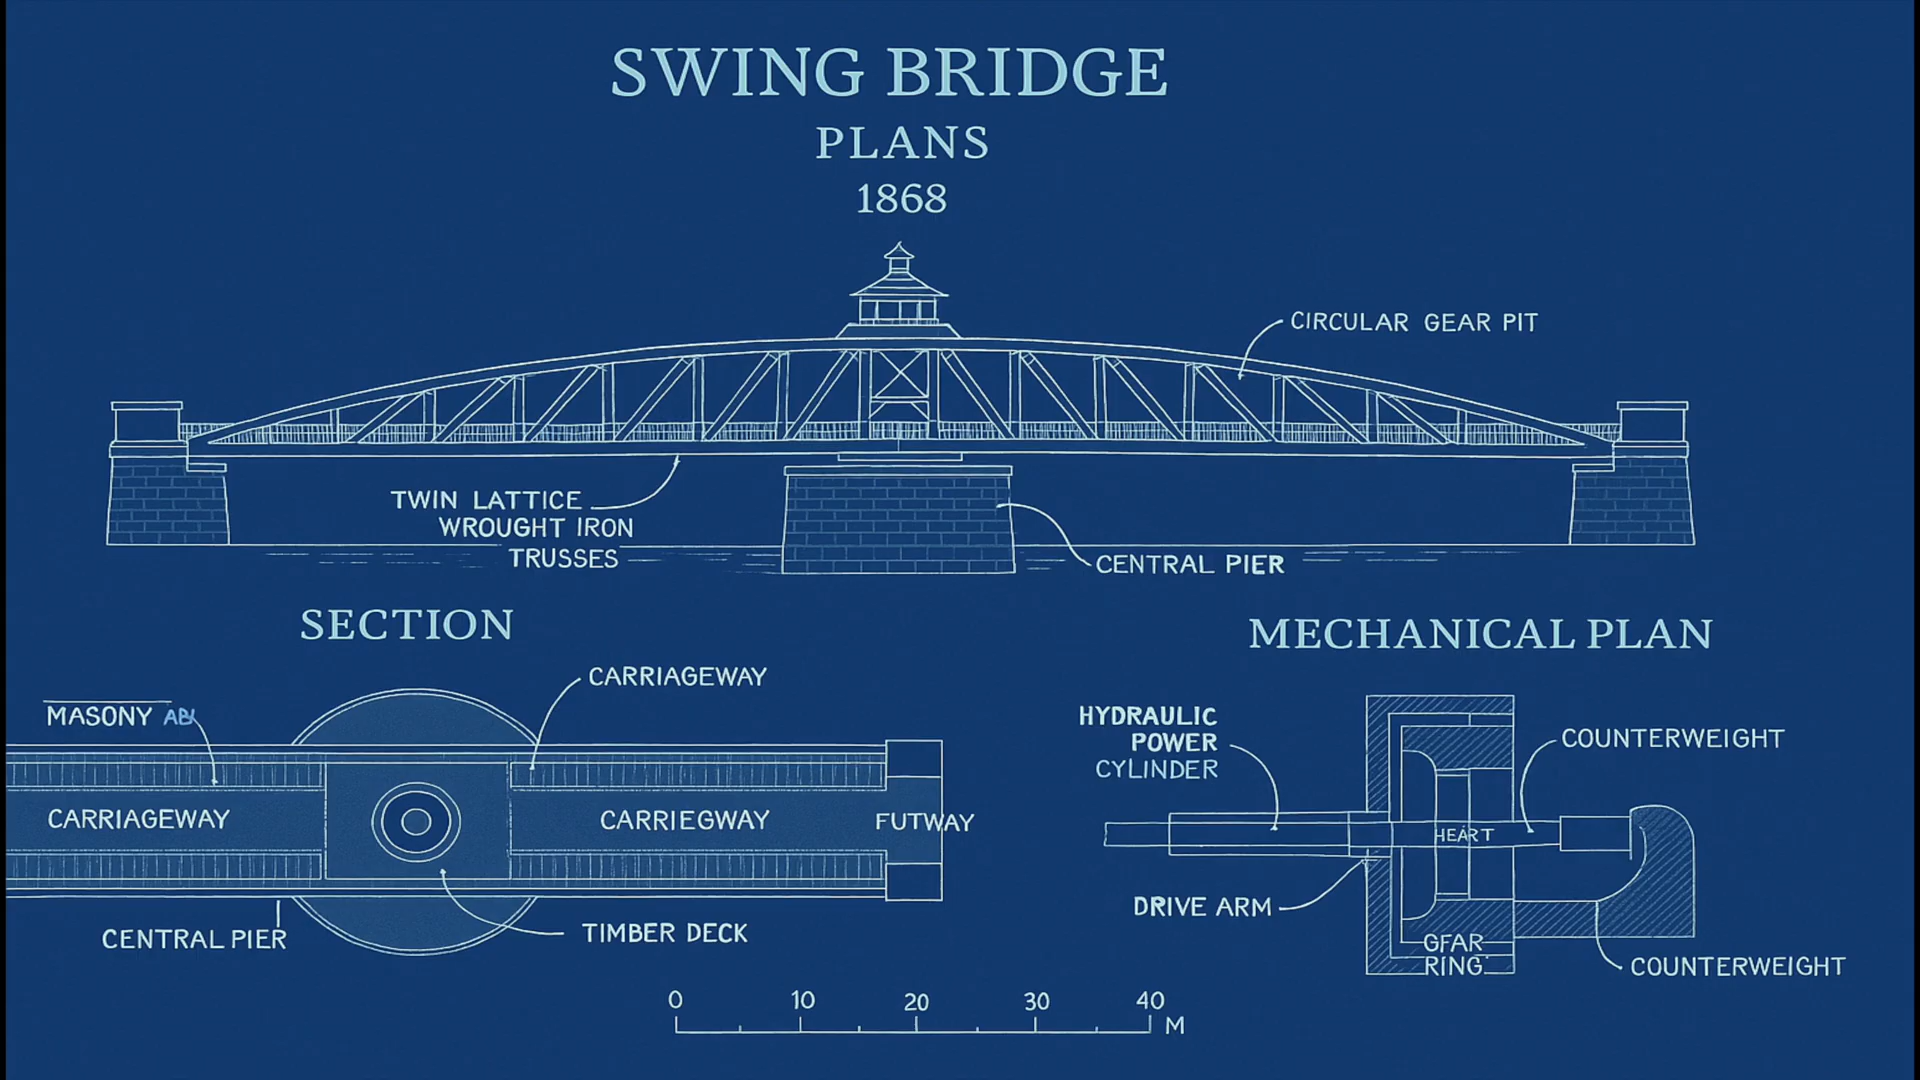 SWING BRIDGE
PLANS
1868
CIRCULAR GEAR PIT
TWIN LATTICE
WROUGHT IRON
TRUSSES
CENTRAL PIER
SECTION
MECHANICAL PLAN
CARRIAGEWAY
MASONY ABI
CARRIAGEWAY
CARRIEGWAY
FUTWAY
CENTRAL PIER
TIMBER DECK
HYDRAULIC
POWER
CYLINDER
COUNTERWEIGHT
HEART
DRIVE ARM
GFAR
RING
COUNTERWEIGHT
0 10 20 30 40
M